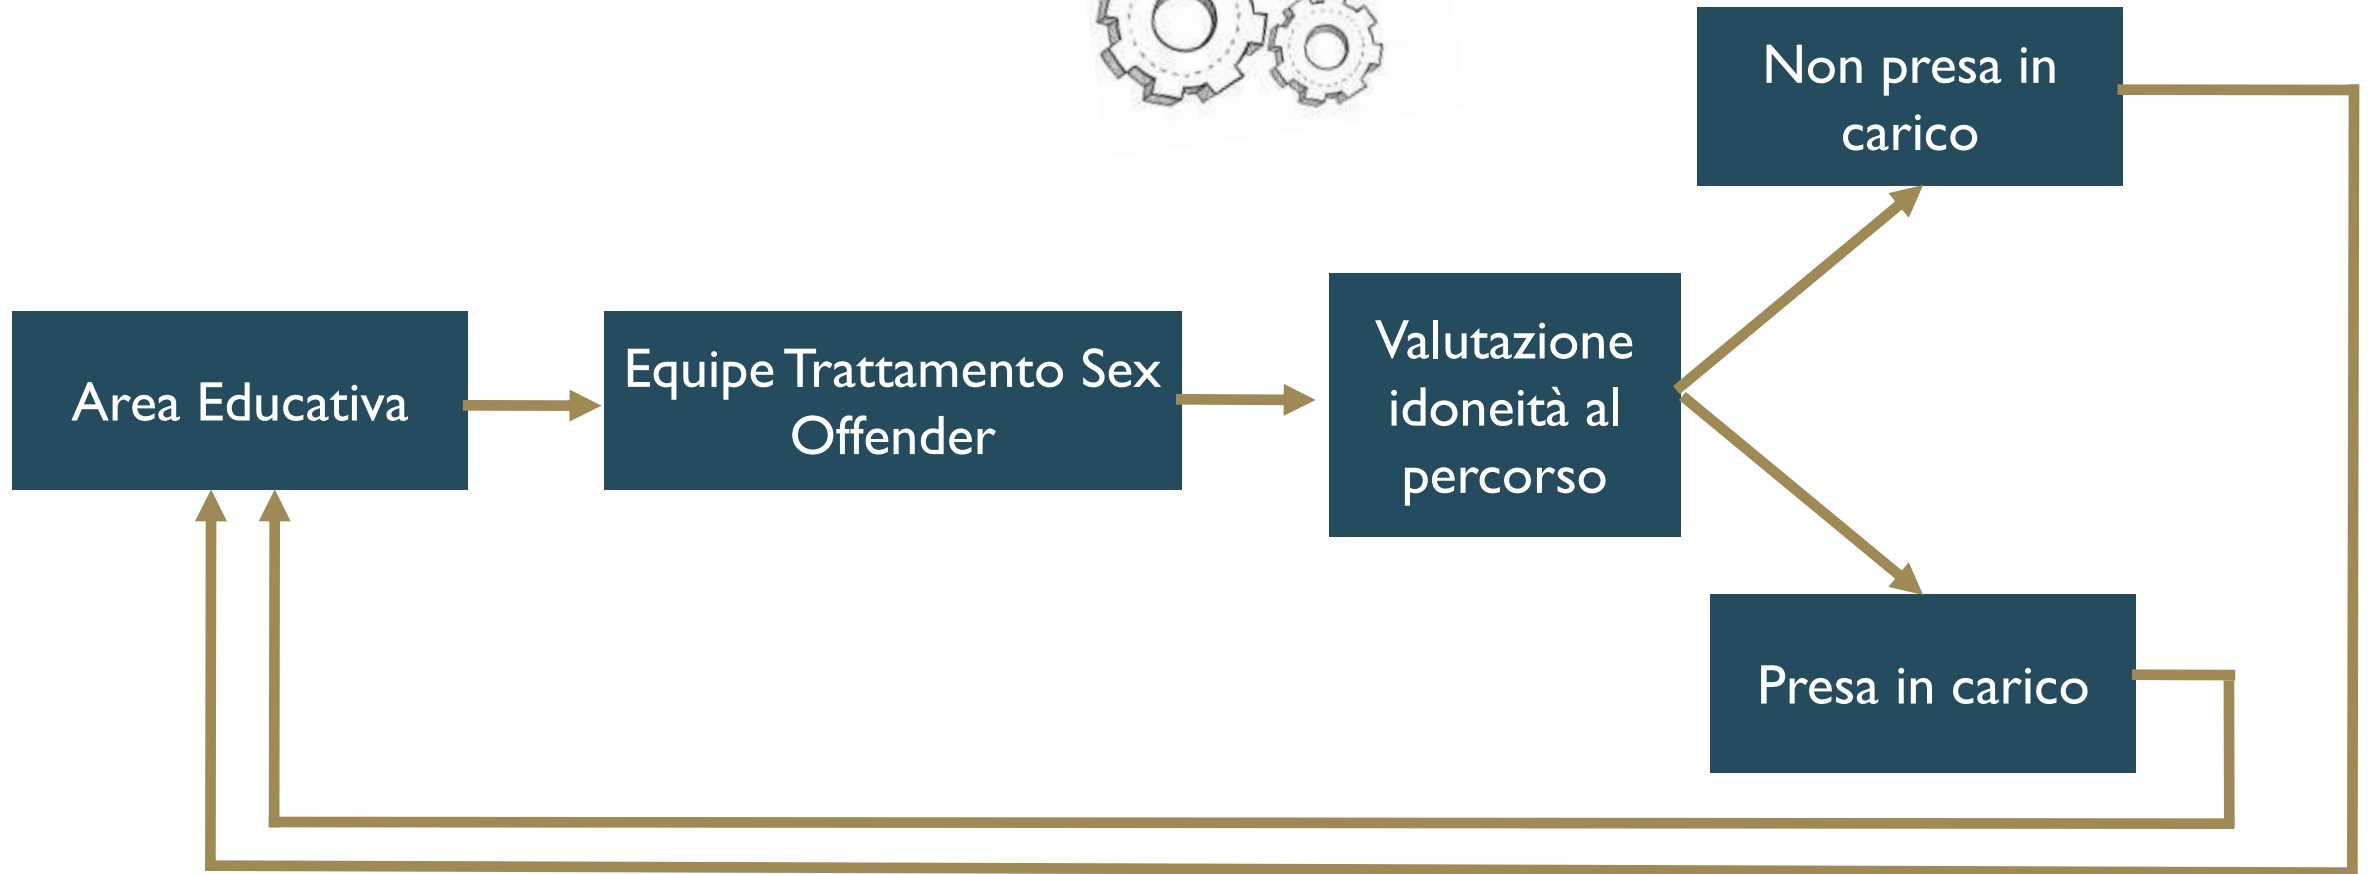 Non presa in
carico
Area Educativa
Equipe Trattamento Sex
Offender
Valutazione
idoneità al
percorso
Presa in carico